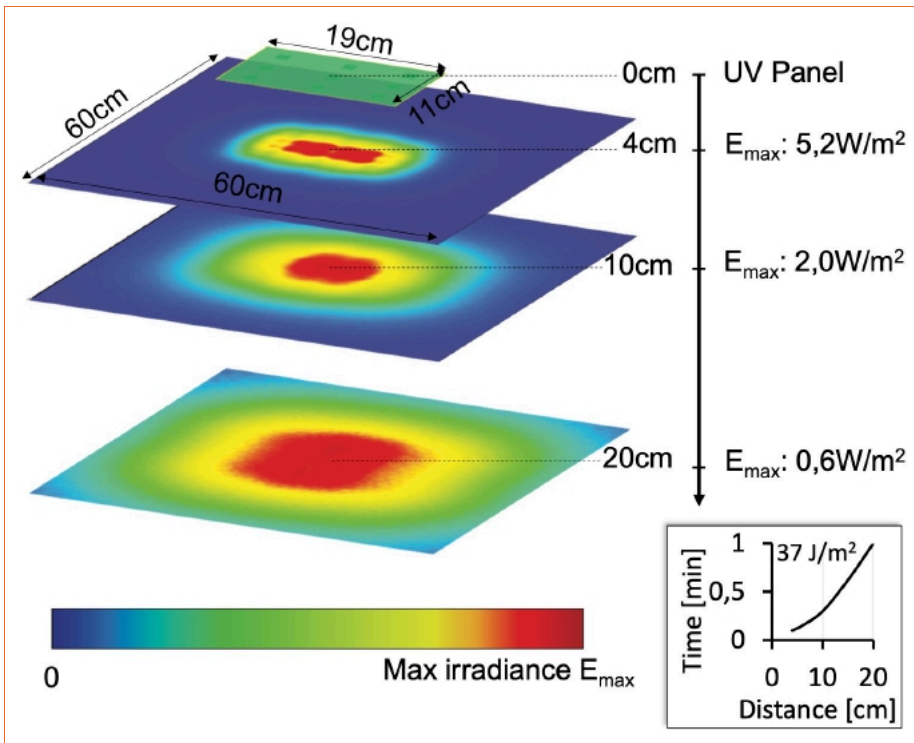 19cm
11cm
60cm
60cm
0cm
UV Panel
4cm
Emax: 5,2W/m²
10cm
Emax: 2,0W/m²
20cm
Emax: 0,6W/m²
0
Max irradiance Emax
37 J/m²
Time [min]
1
0,5
0
0
10
20
Distance [cm]